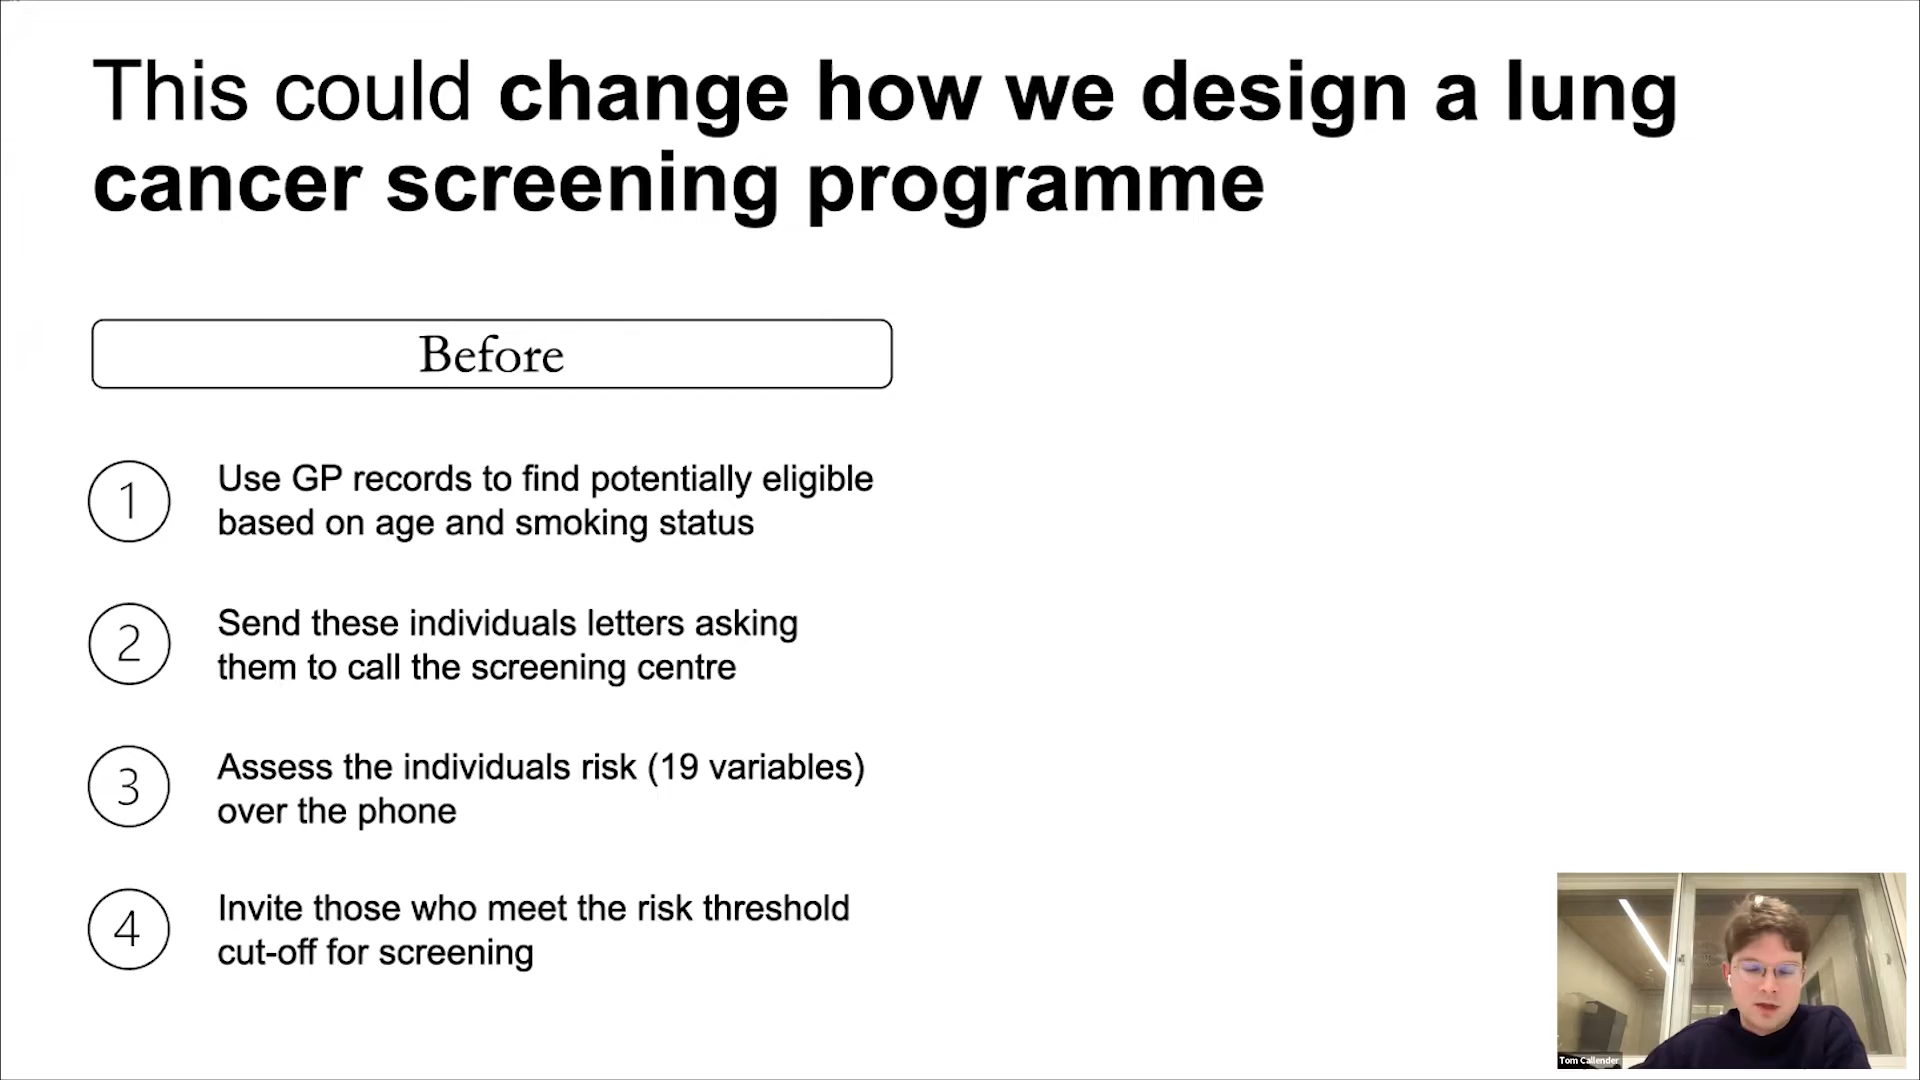 This could change how we design a lung
cancer screening programme
Before
1
Use GP records to find potentially eligible
based on age and smoking status
2
Send these individuals letters asking
them to call the screening centre
3
Assess the individuals risk (19 variables)
over the phone
4
Invite those who meet the risk threshold
cut-off for screening
Tom Callender